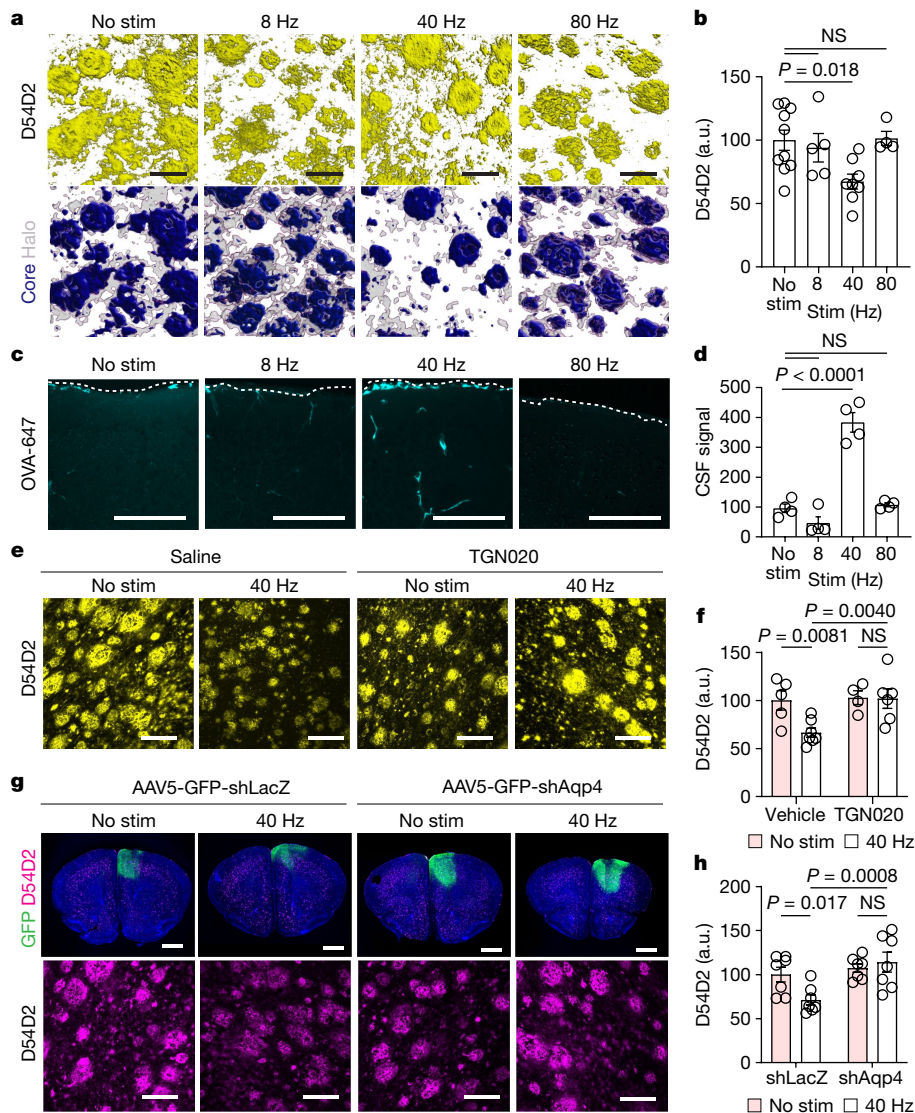 a
No stim
8 Hz
40 Hz
80 Hz
D54D2
Core Halo
b
NS
P = 0.018
150
100
50
0
D54D2 (a.u.)
No stim
8
40
80
Stim (Hz)
c
No stim
8 Hz
40 Hz
80 Hz
OVA-647
d
NS
P < 0.0001
500
400
300
200
100
0
CSF signal
No stim
8
40
80
Stim (Hz)
e
Saline
TGN020
No stim
40 Hz
No stim
40 Hz
D54D2
f
P = 0.0040
P = 0.0081
NS
150
100
50
0
D54D2 (a.u.)
Vehicle
TGN020
No stim
40 Hz
g
AAV5-GFP-shLacZ
AAV5-GFP-shAqp4
No stim
40 Hz
No stim
40 Hz
GFP D54D2
D54D2
h
P = 0.0008
P = 0.017
NS
200
150
100
50
0
D54D2 (a.u.)
shLacZ
shAqp4
No stim
40 Hz